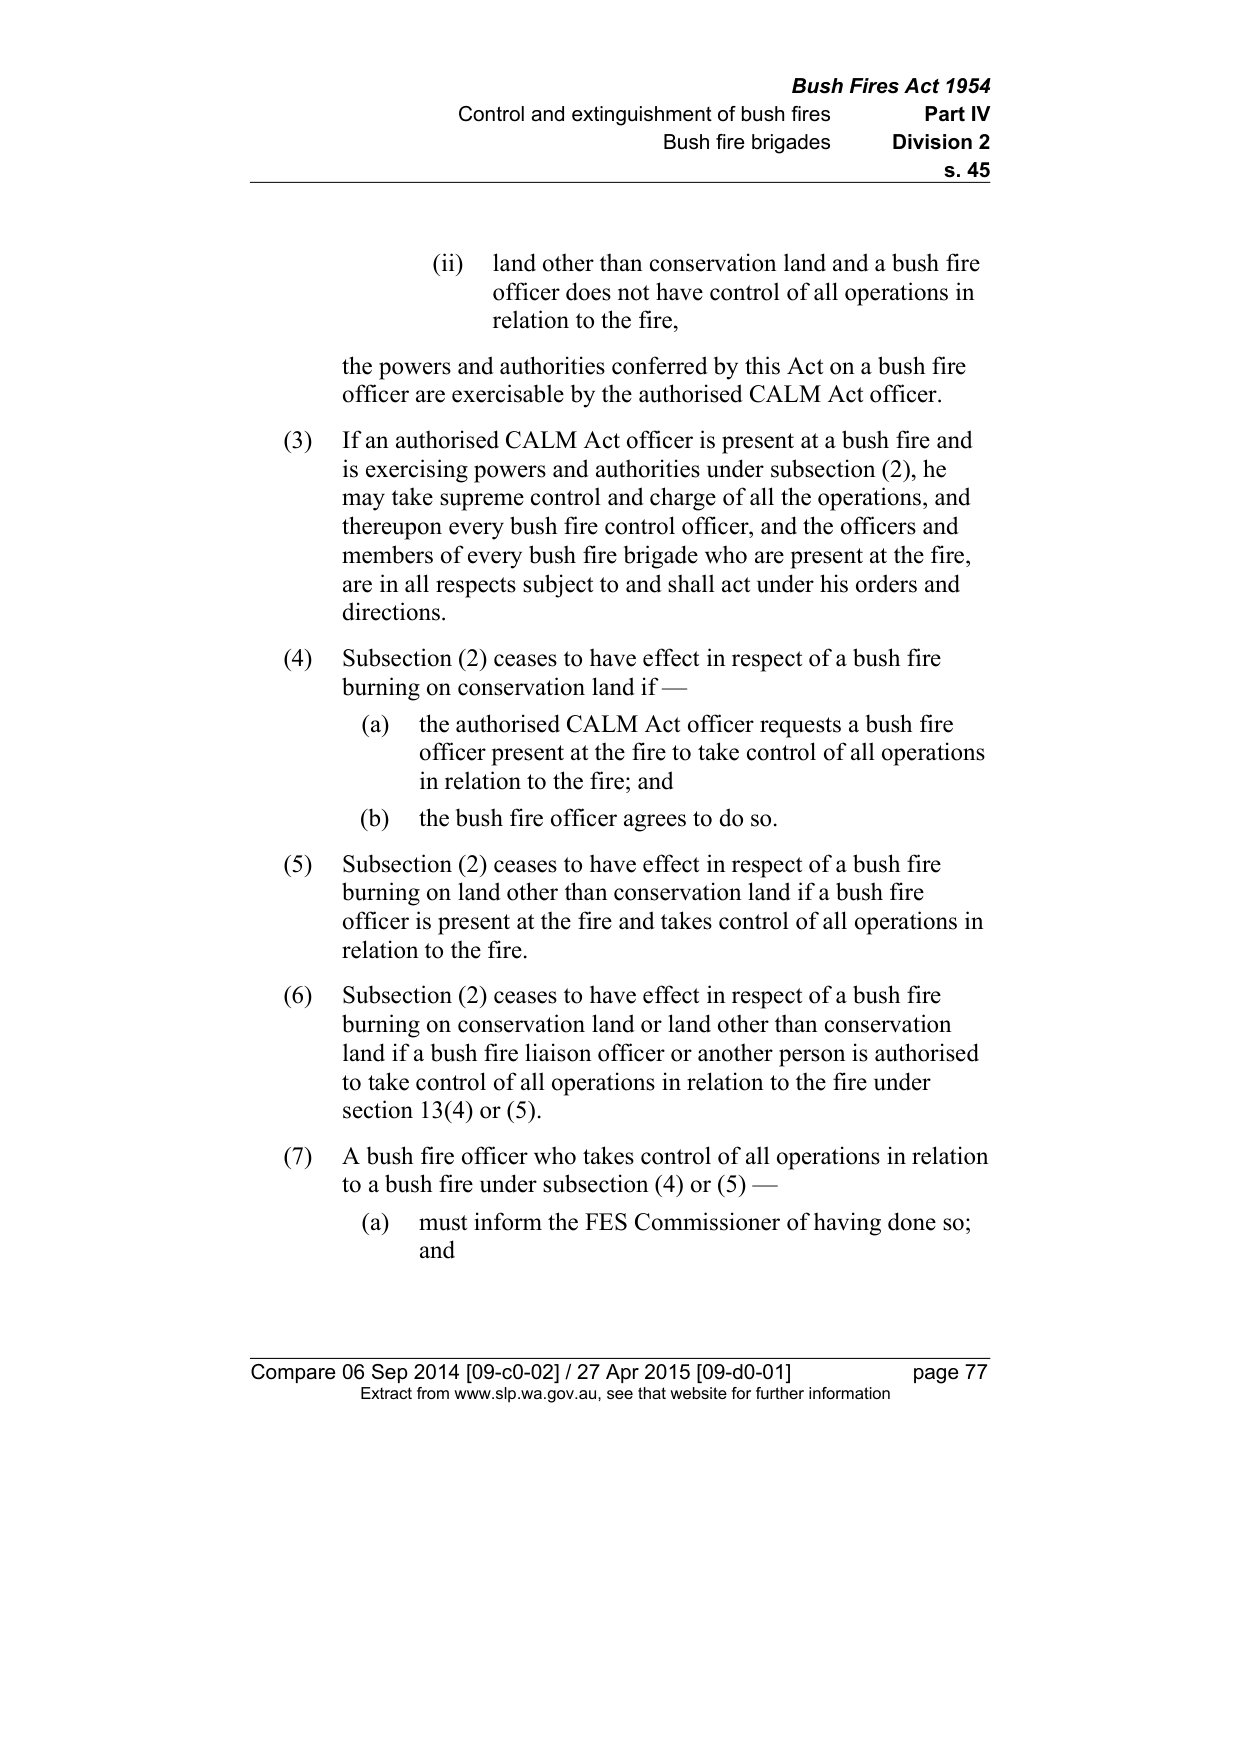 Bush Fires Act 1954
Control and extinguishment of bush fires Part IV
Bush fire brigades Division 2
s. 45
(ii) land other than conservation land and a bush fire
officer does not have control of all operations in
relation to the fire,
the powers and authorities conferred by this Act on a bush fire
officer are exercisable by the authorised CALM Act officer.
(3) If an authorised CALM Act officer is present at a bush fire and
is exercising powers and authorities under subsection (2), he
may take supreme control and charge of all the operations, and
thereupon every bush fire control officer, and the officers and
members of every bush fire brigade who are present at the fire,
are in all respects subject to and shall act under his orders and
directions.
(4) Subsection (2) ceases to have effect in respect of a bush fire
burning on conservation land if —
(a) the authorised CALM Act officer requests a bush fire
officer present at the fire to take control of all operations
in relation to the fire; and
(b) the bush fire officer agrees to do so.
(5) Subsection (2) ceases to have effect in respect of a bush fire
burning on land other than conservation land if a bush fire
officer is present at the fire and takes control of all operations in
relation to the fire.
(6) Subsection (2) ceases to have effect in respect of a bush fire
burning on conservation land or land other than conservation
land if a bush fire liaison officer or another person is authorised
to take control of all operations in relation to the fire under
section 13(4) or (5).
(7) A bush fire officer who takes control of all operations in relation
to a bush fire under subsection (4) or (5) —
(a) must inform the FES Commissioner of having done so;
and
Compare 06 Sep 2014 [09-c0-02] / 27 Apr 2015 [09-d0-01] page 77
Extract from www.slp.wa.gov.au, see that website for further information